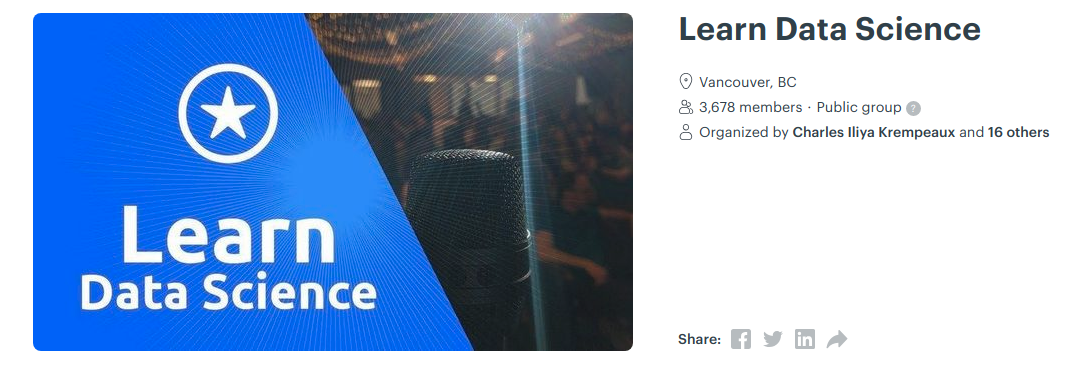 Learn
Data Science
Learn Data Science
Vancouver, BC
3,678 members · Public group ?
Organized by Charles Iliya Krempeaux and 16 others
Share: